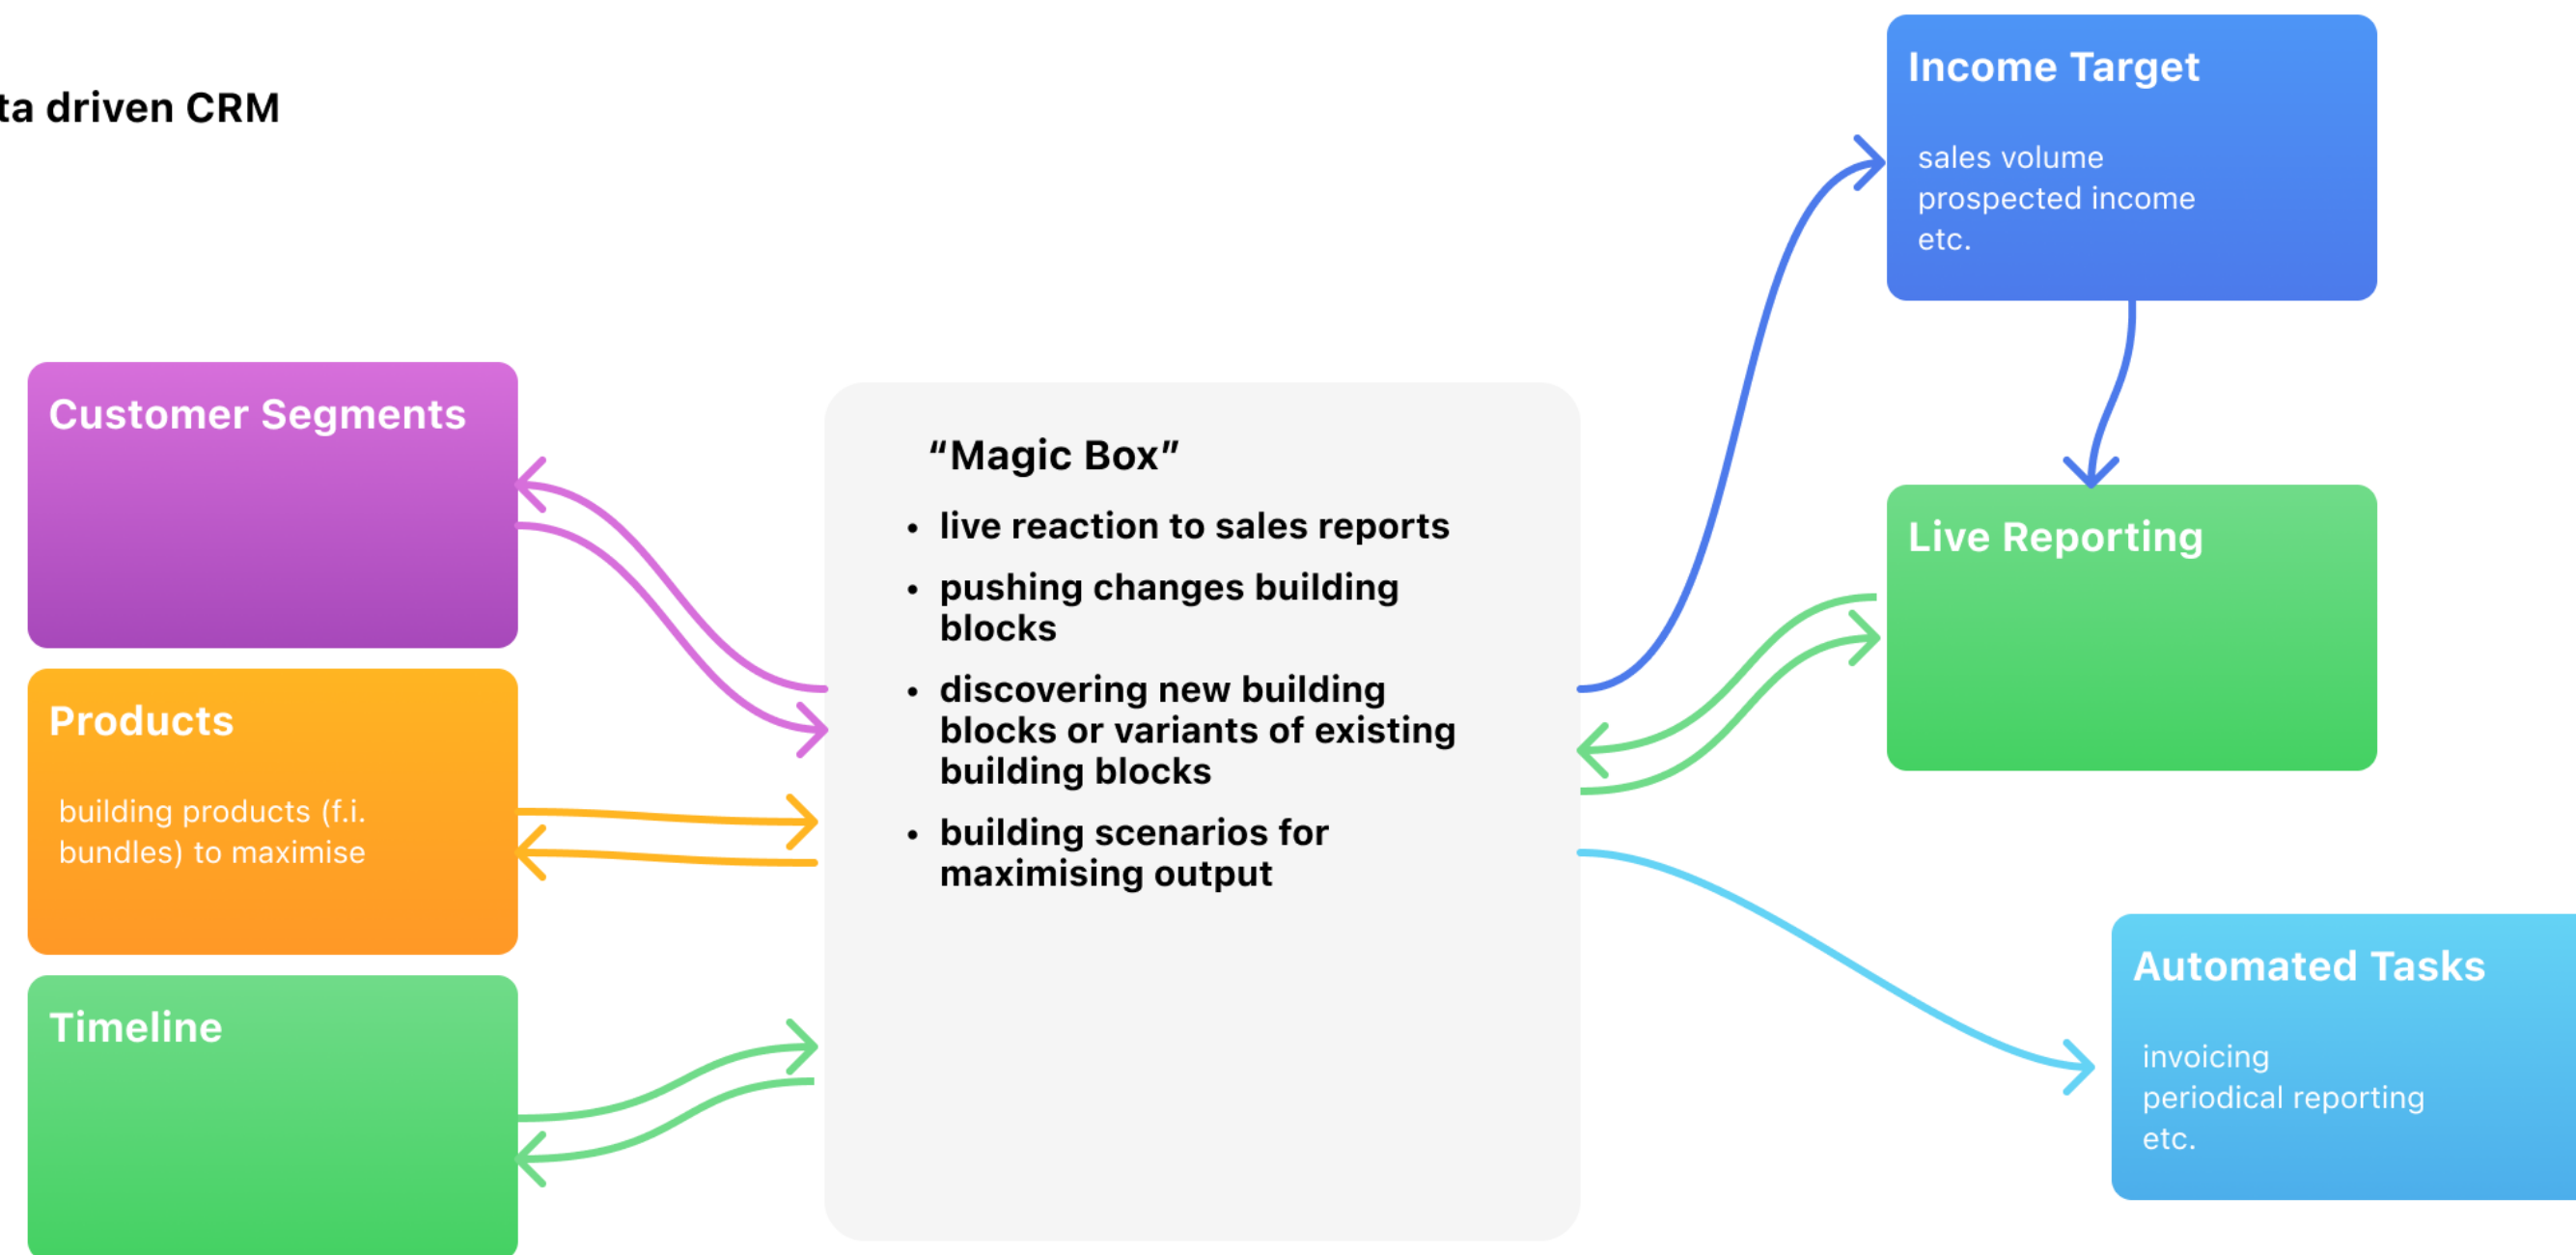 ta driven CRM
Income Target
sales volume
prospected income
etc.
Customer Segments
“Magic Box”
• live reaction to sales reports
• pushing changes building
blocks
• discovering new building
blocks or variants of existing
building blocks
• building scenarios for
maximising output
Live Reporting
Products
building products (f.i.
bundles) to maximise
Timeline
Automated Tasks
invoicing
periodical reporting
etc.